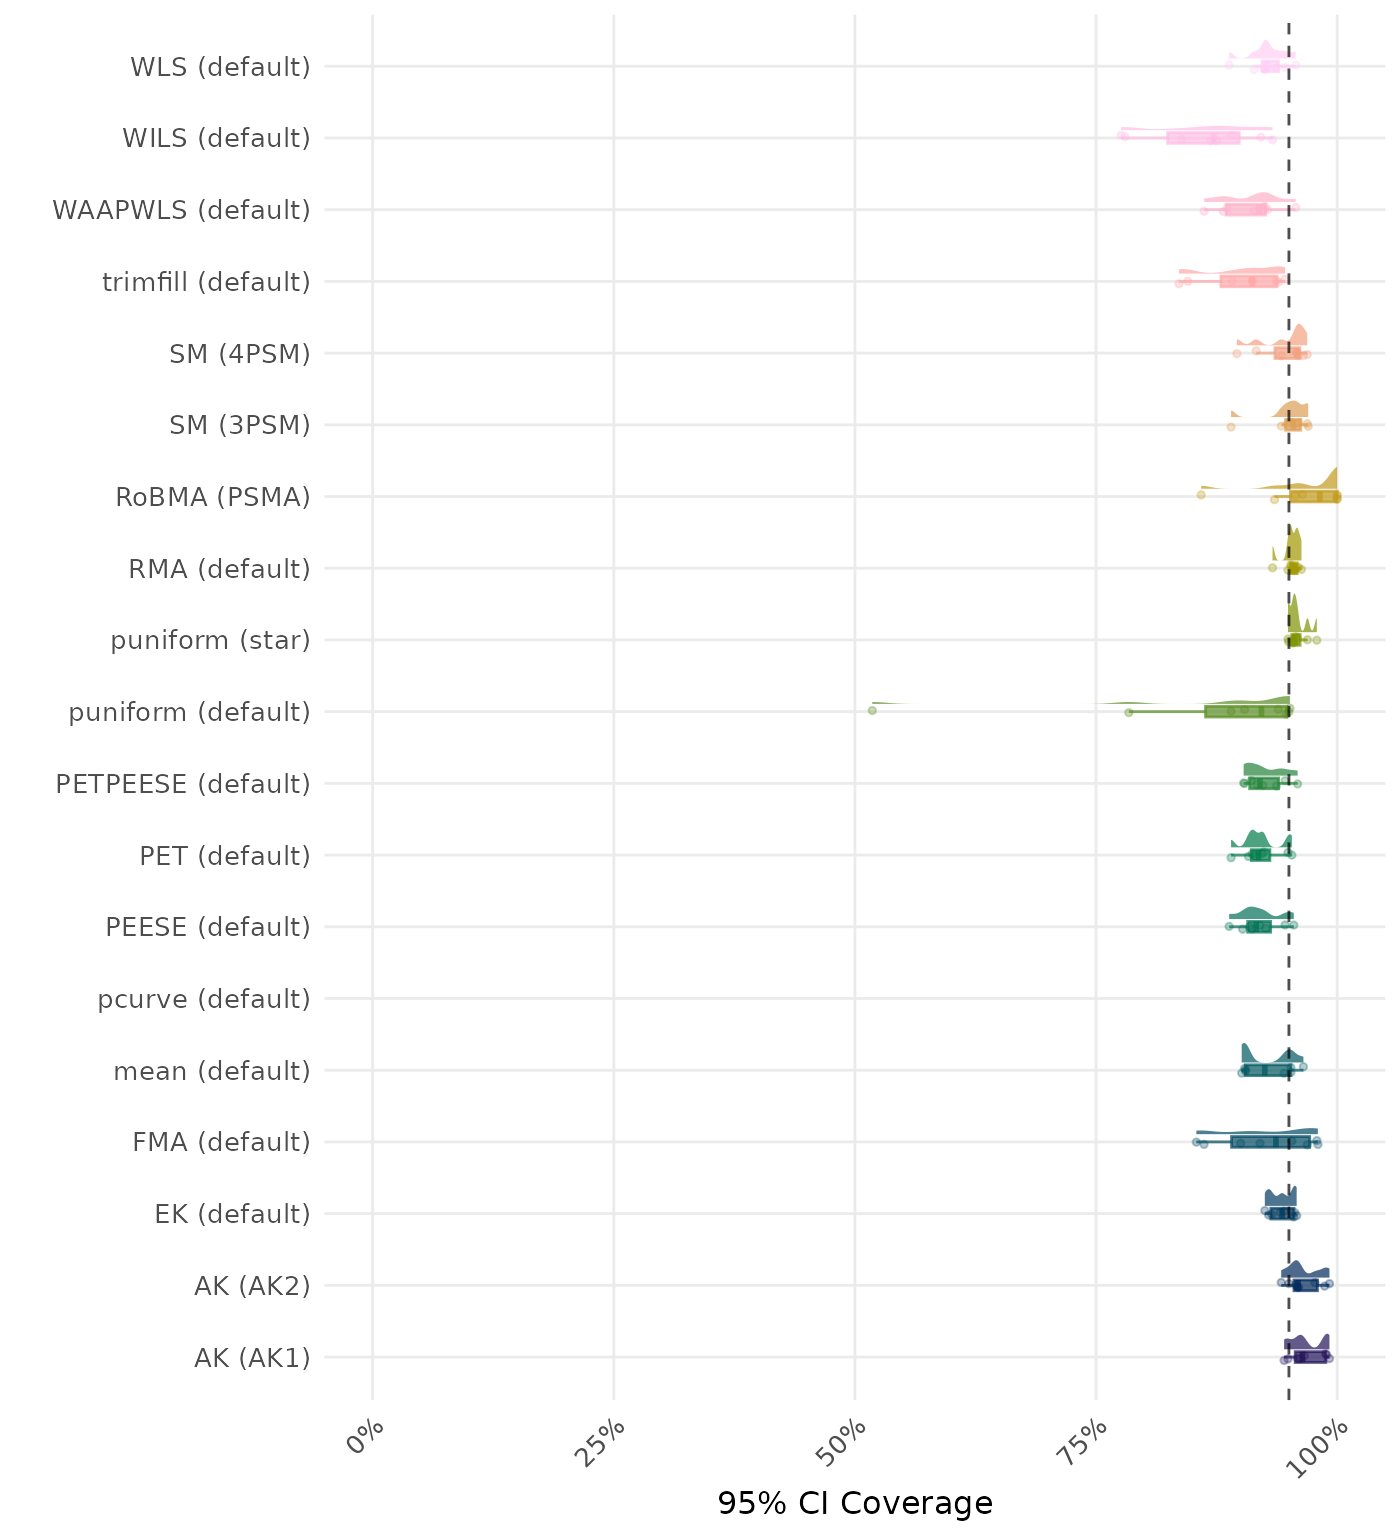 WLS (default)
WILS (default)
WAAPWLS (default)
trimfill (default)
SM (4PSM)
SM (3PSM)
RoBMA (PSMA)
RMA (default)
puniform (star)
puniform (default)
PETPEESE (default)
PET (default)
PEESE (default)
pcurve (default)
mean (default)
FMA (default)
EK (default)
AK (AK2)
AK (AK1)
0%
25%
50%
75%
100%
95% CI Coverage